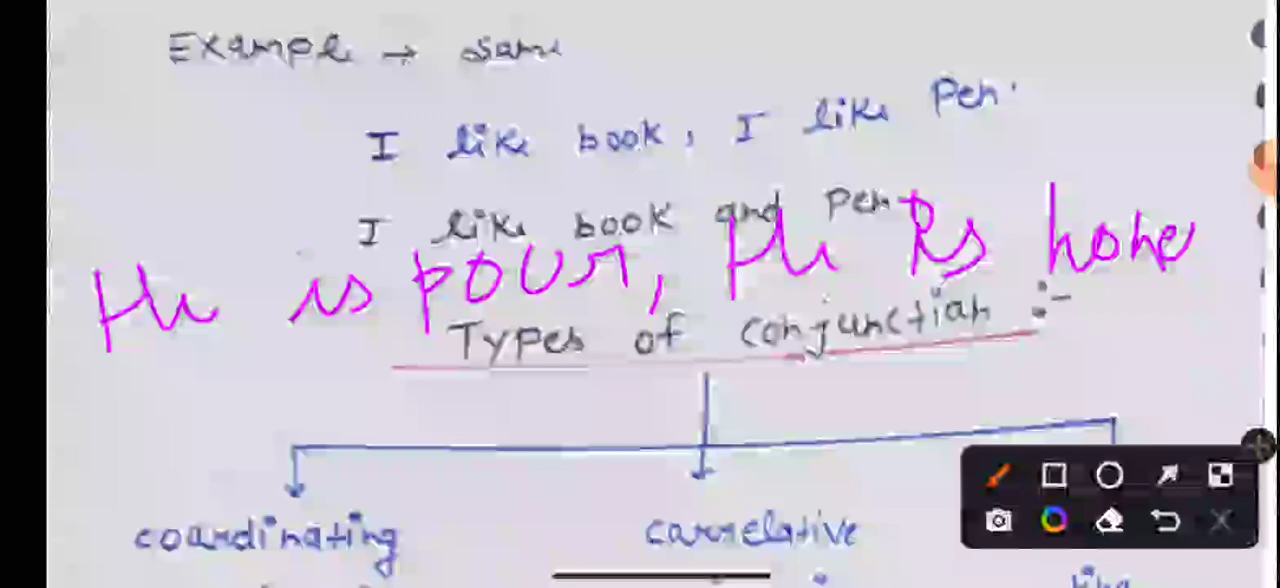 Example → same
I like book, I like Pen.
I like book and pen
He is poor, He is hone
Types of conjunction :-
coordinating correlative
ting